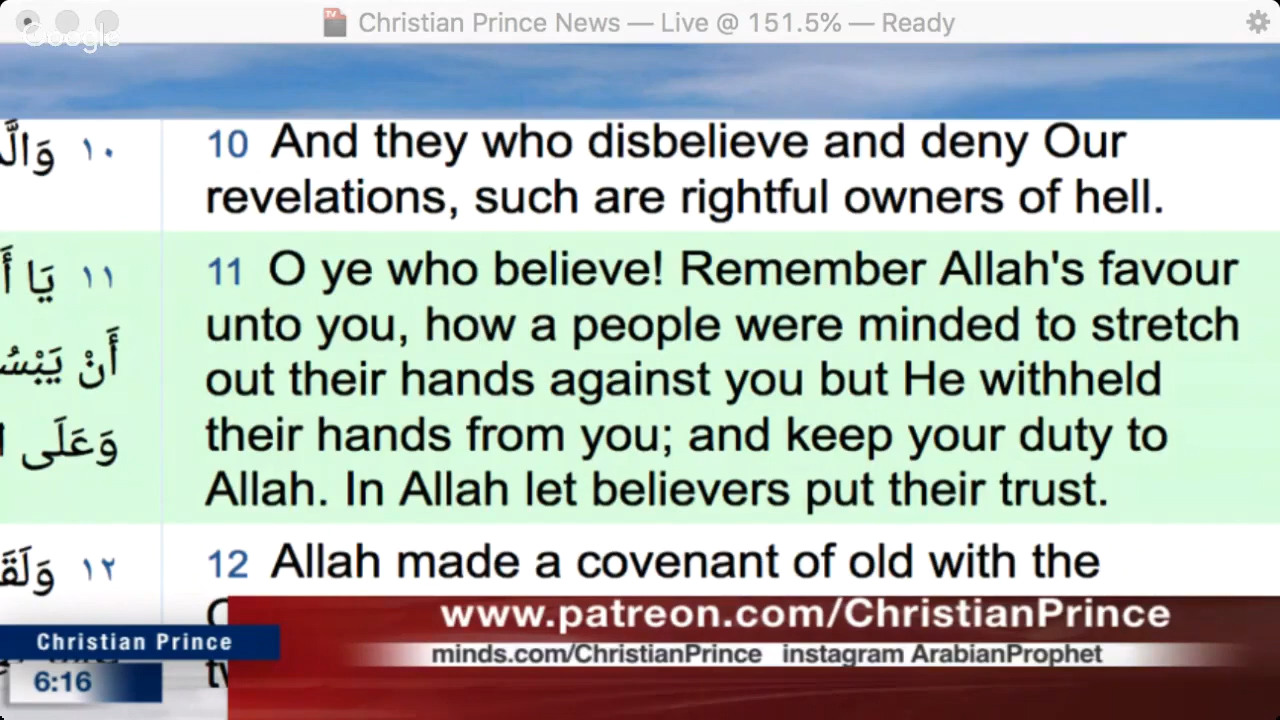 Christian Prince News — Live @ 151.5% — Ready
Google
١٠ 
10 And they who disbelieve and deny Our
revelations, such are rightful owners of hell.
يَا ١١
11 O ye who believe! Remember Allah's favour
unto you, how a people were minded to stretch
أَنْ
out their hands against you but He withheld
their hands from you; and keep your duty to
وَعَلَى
Allah. In Allah let believers put their trust.
١٢
12 Allah made a covenant of old with the
www.patreon.com/ChristianPrince
Christian Prince
minds.com/ChristianPrince instagram ArabianProphet
6:16